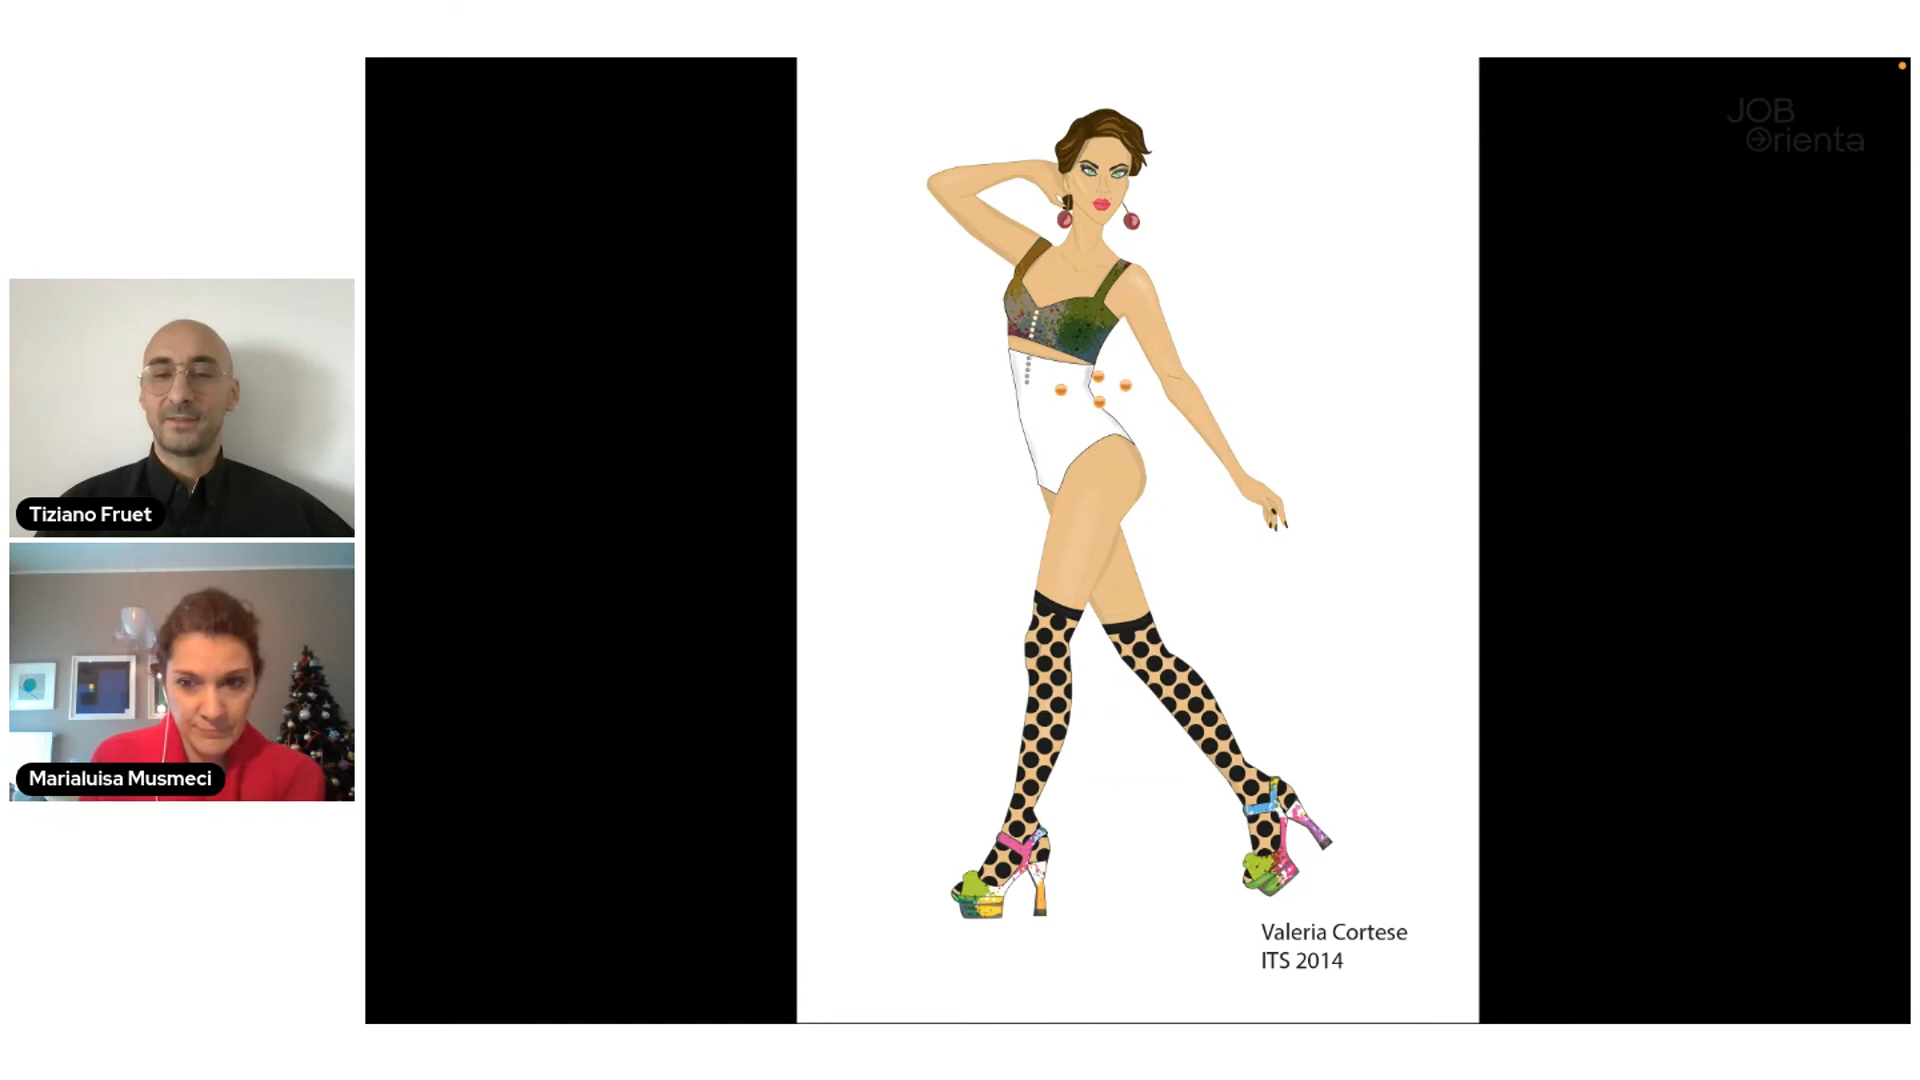 JOB
Orienta
Tiziano Fruet
Marialuisa Musmeci
Valeria Cortese
ITS 2014